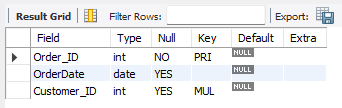 Result Grid Filter Rows: Export:
Field Type Null Key Default Extra
Order_ID int NO PRI NULL
OrderDate date YES NULL
Customer_ID int YES MUL NULL